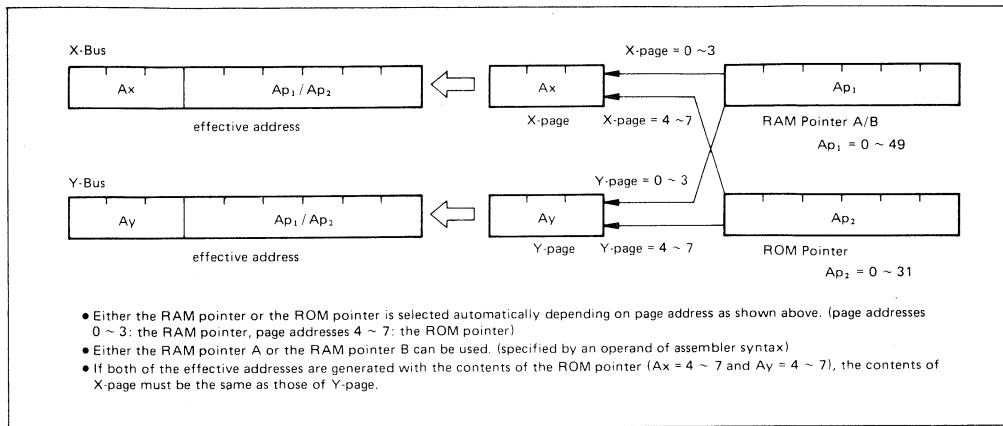 X-Bus
X-page = 0 ~3
Ax
Ap₁ / Ap₂
Ax
Ap₁
effective address
X-page
X-page = 4 ~7
RAM Pointer A/B
Ap₁ = 0 ~ 49
Y-Bus
Y-page = 0 ~ 3
Ay
Ap₁ / Ap₂
Ay
Ap₂
effective address
Y-page
Y-page = 4 ~ 7
ROM Pointer
Ap₂ = 0 ~ 31
● Either the RAM pointer or the ROM pointer is selected automatically depending on page address as shown above. (page addresses
0 ~ 3: the RAM pointer, page addresses 4 ~ 7: the ROM pointer)
● Either the RAM pointer A or the RAM pointer B can be used. (specified by an operand of assembler syntax)
● If both of the effective addresses are generated with the contents of the ROM pointer (Ax = 4 ~ 7 and Ay = 4 ~ 7), the contents of
X-page must be the same as those of Y-page.